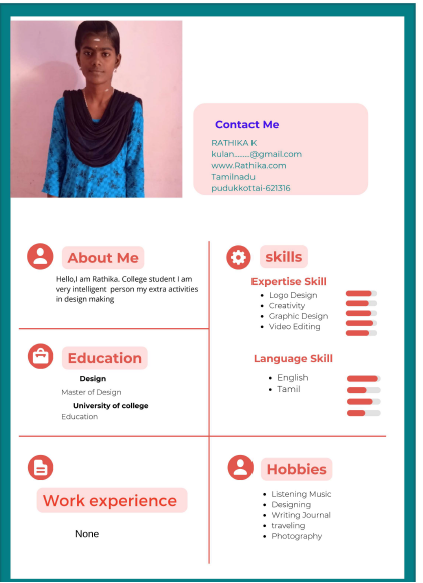 Contact Me
RATHIKA K
kulan........@gmail.com
www.Rathika.com
Tamilnadu
pudukkottai-621316
About Me
Hello,I am Rathika. College student I am
very intelligent person my extra activities
in design making
Education
Design
Master of Design
University of college
Education
Work experience
None
skills
Expertise Skill
Logo Design
Creativity
Graphic Design
Video Editing
Language Skill
English
Tamil
Hobbies
Listening Music
Designing
Writing Journal
traveling
Photography